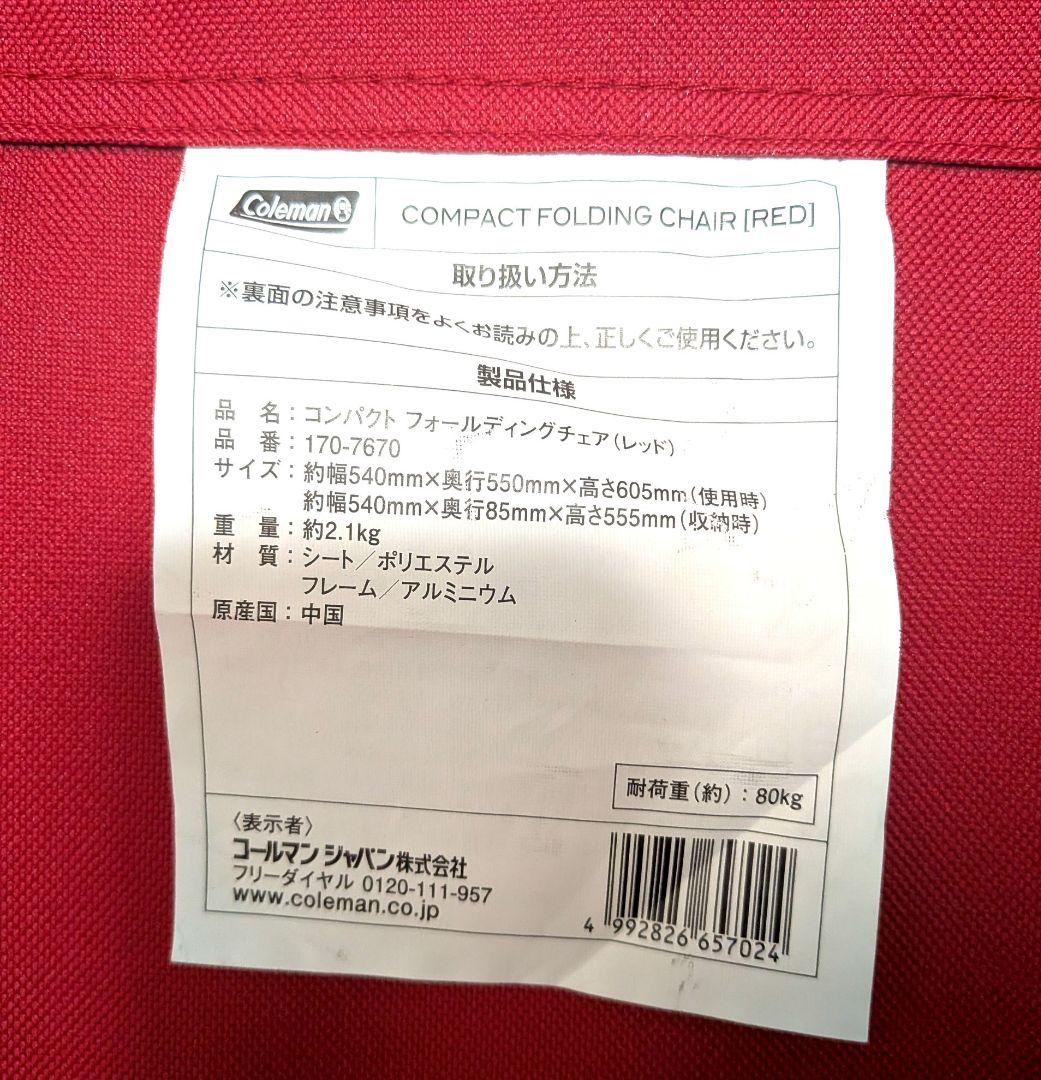 Coleman
COMPACT FOLDING CHAIR [RED]
取り扱い方法
※裏面の注意事項をよくお読みの上、正しくご使用ください。
製品仕様
品 名：コンパクト フォールディングチェア（レッド）
品 番：170-7670
サイズ：約幅540mm×奥行550mm×高さ605mm（使用時）
約幅540mm×奥行85mm×高さ555mm（収納時）
重 量：約2.1kg
材 質：シート／ポリエステル
フレーム／アルミニウム
原産国：中国
耐荷重（約）：80kg
〈表示者〉
コールマン ジャパン株式会社
フリーダイヤル 0120-111-957
www.coleman.co.jp
4 992826 657024